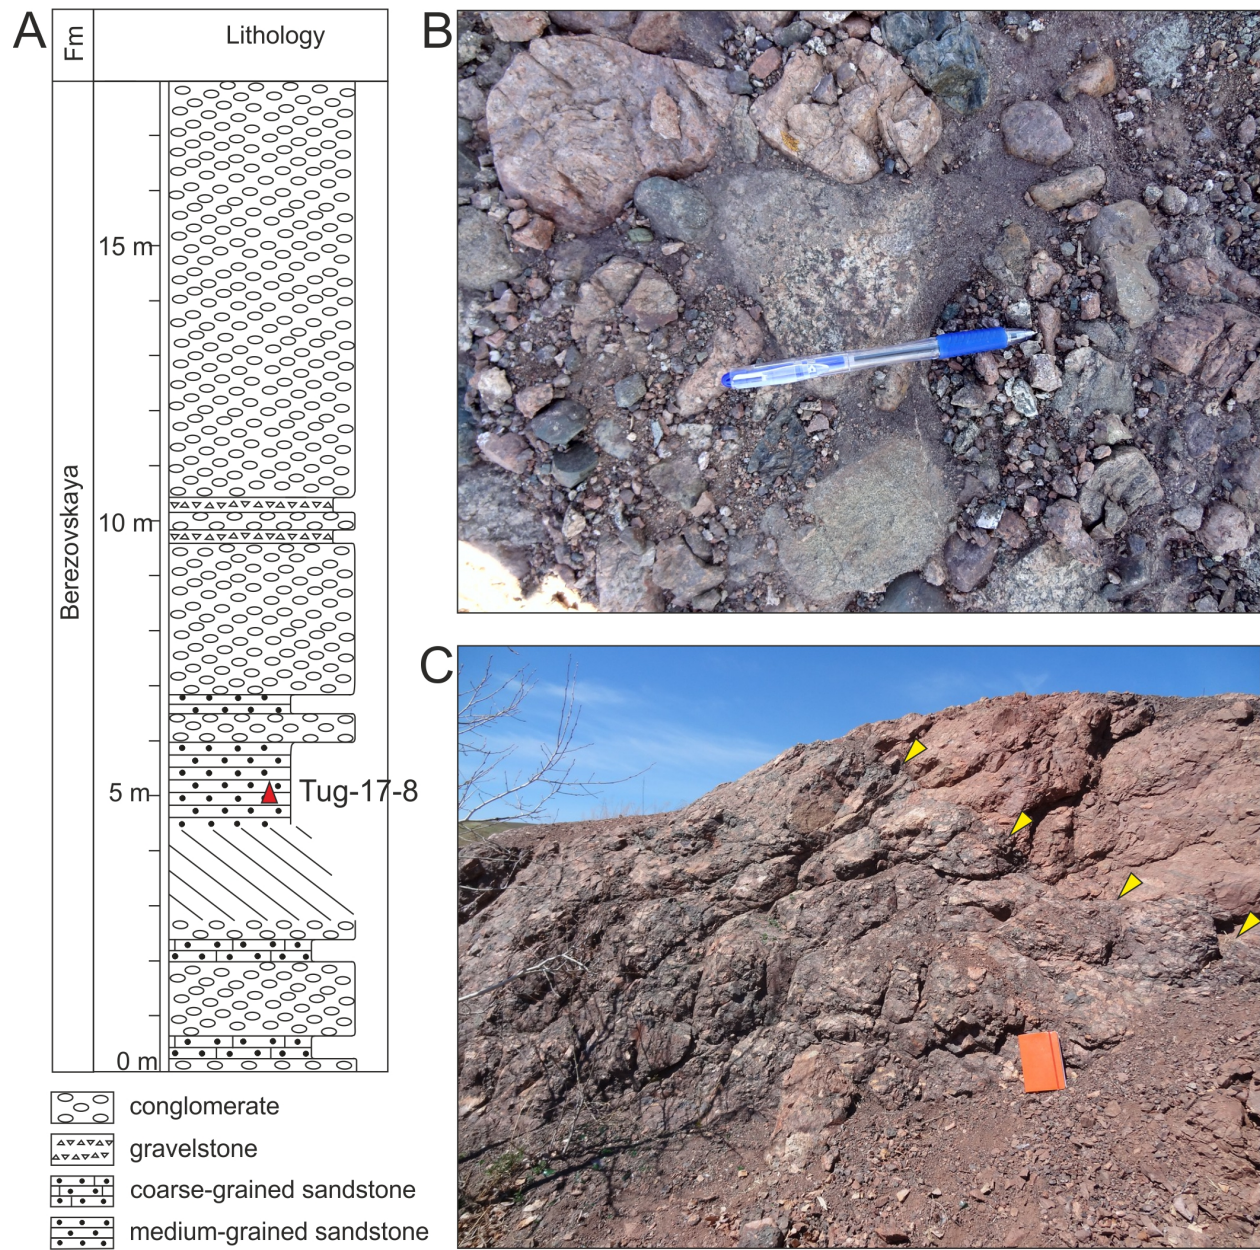 A
Fm
Lithology
15 m
10 m
Berezovskaya
5 m
Tug-17-8
0 m
conglomerate
gravelstone
coarse-grained sandstone
medium-grained sandstone
B
C